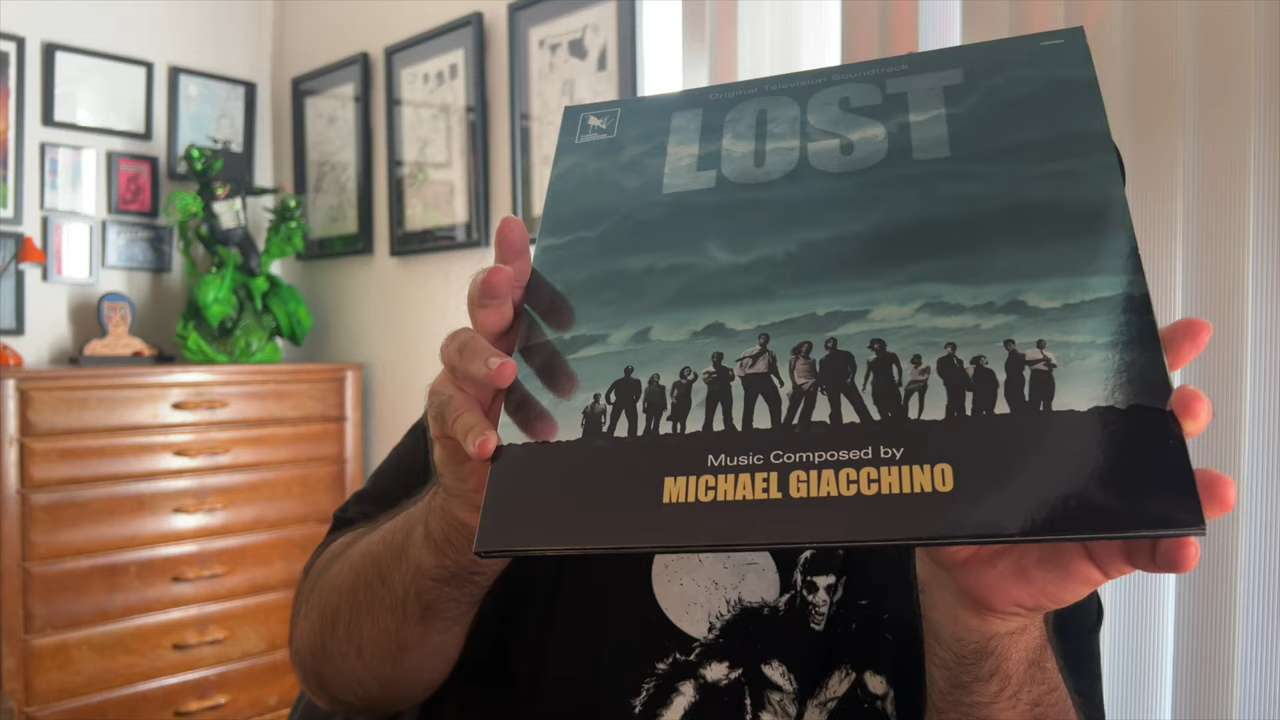 Original Television Soundtrack
LOST
Music Composed by
MICHAEL GIACCHINO